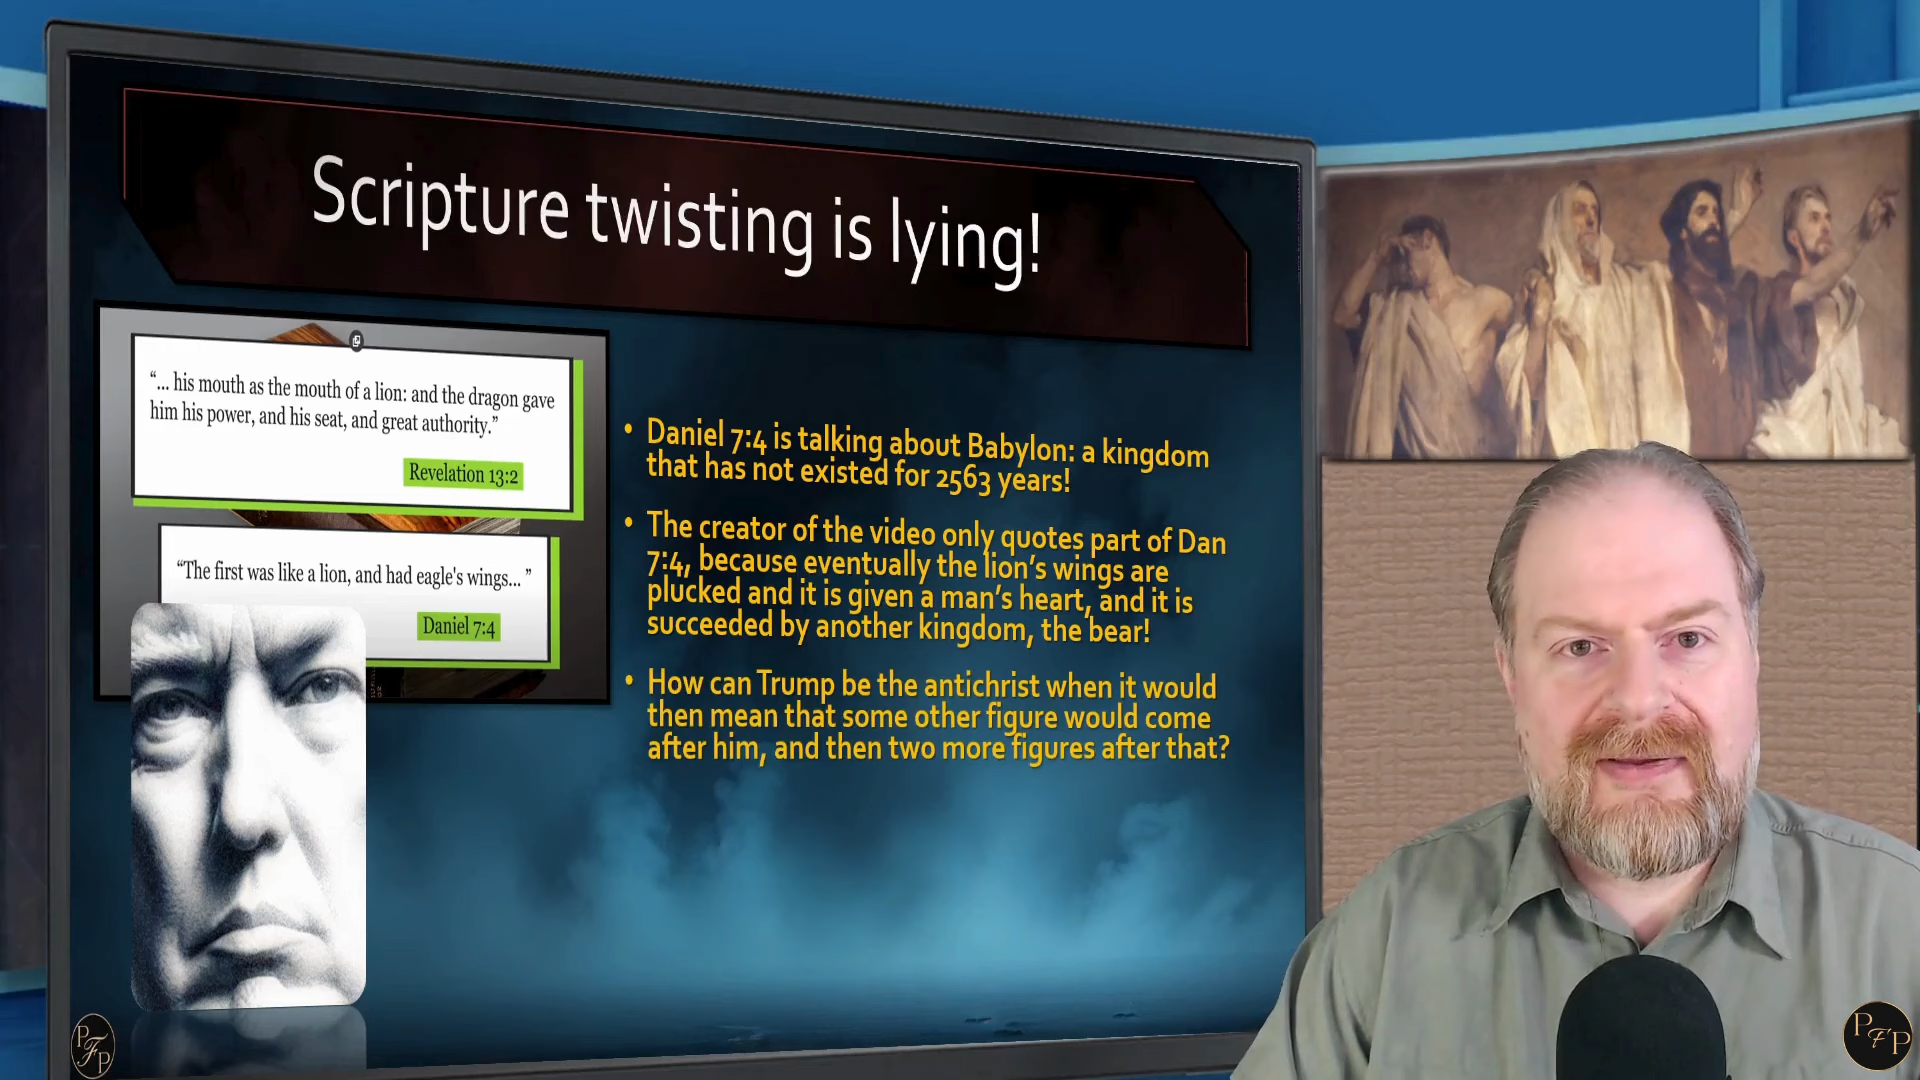 Scripture twisting is lying!
“... his mouth as the mouth of a lion: and the dragon gave
him his power, and his seat, and great authority.”
Revelation 13:2
“The first was like a lion, and had eagle's wings... ”
Daniel 7:4
• Daniel 7:4 is talking about Babylon: a kingdom
that has not existed for 2563 years!
• The creator of the video only quotes part of Dan
7:4, because eventually the lion’s wings are
plucked and it is given a man’s heart, and it is
succeeded by another kingdom, the bear!
• How can Trump be the antichrist when it would
then mean that some other figure would come
after him, and then two more figures after that?
PFP
PFP